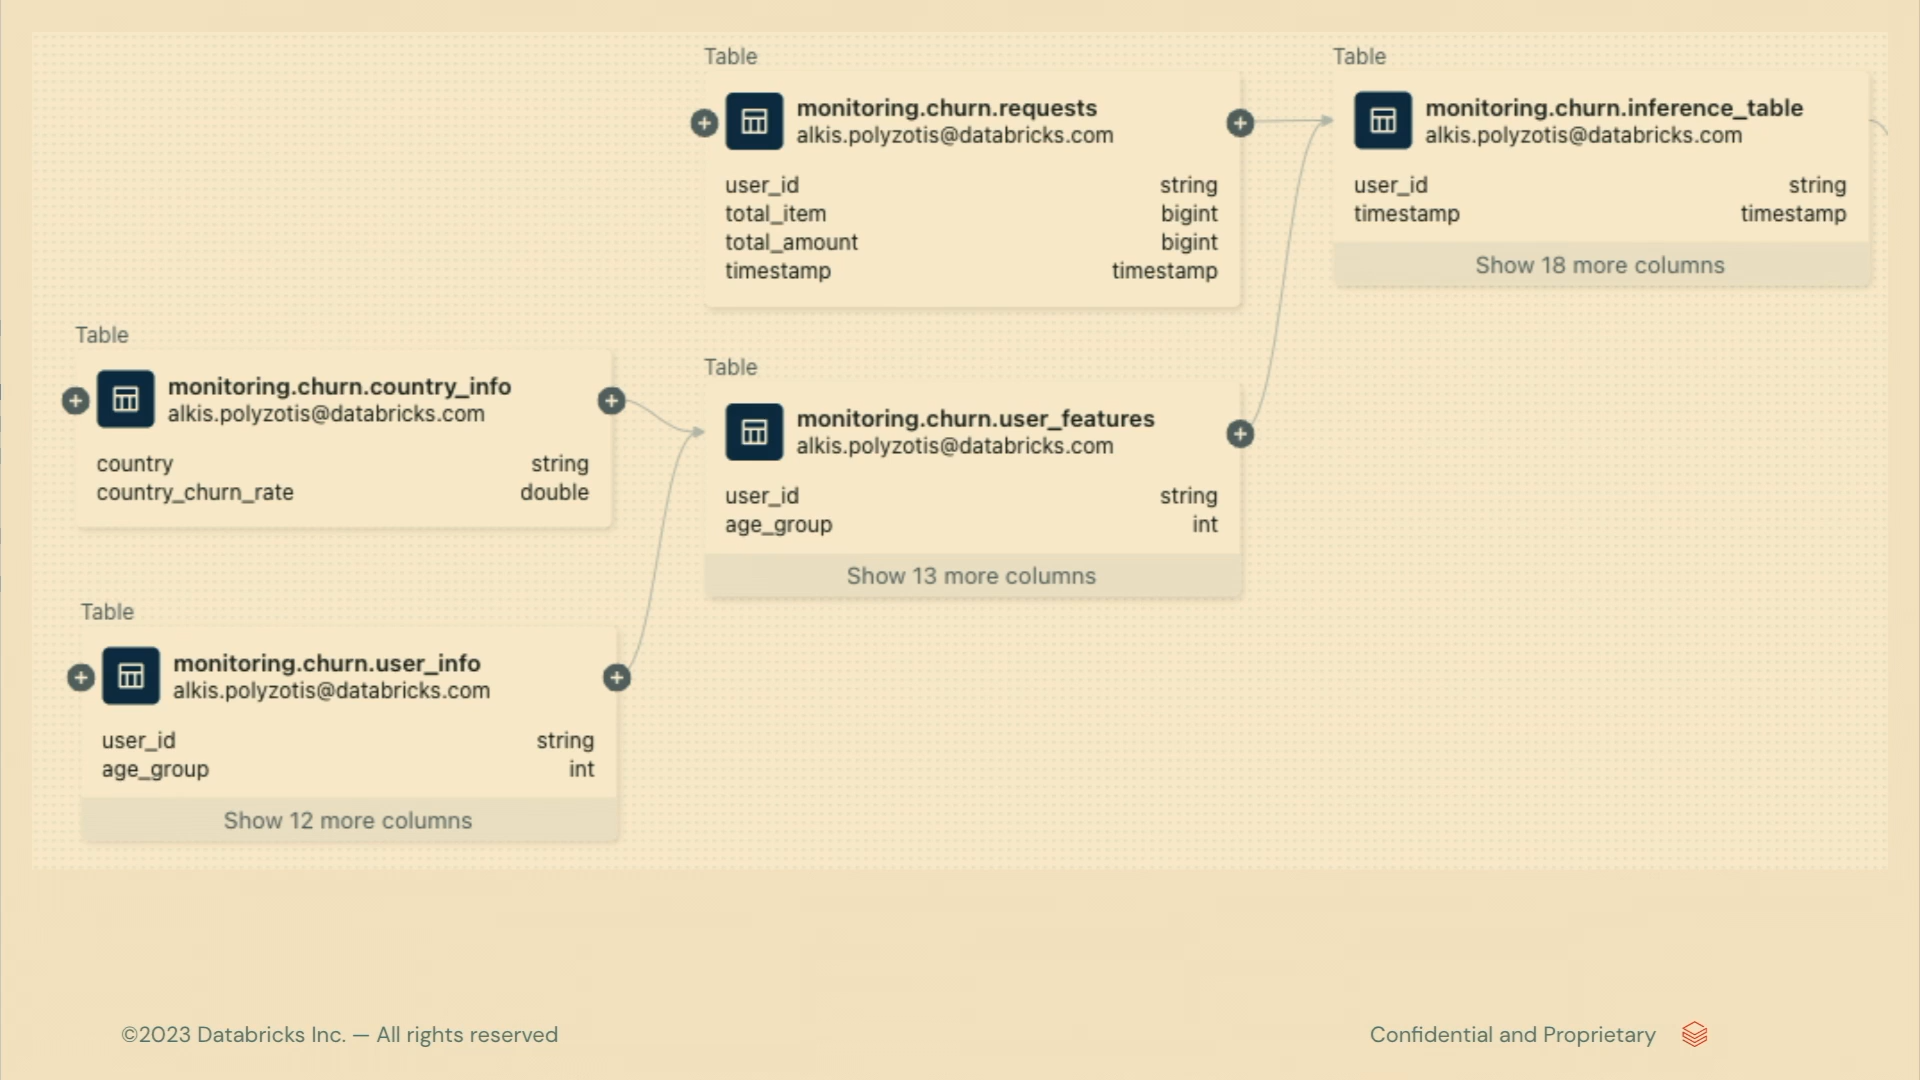 Table
monitoring.churn.requests
alkis.polyzotis@databricks.com
user_id string
total_item bigint
total_amount bigint
timestamp timestamp
Table
monitoring.churn.inference_table
alkis.polyzotis@databricks.com
user_id string
timestamp timestamp
Show 18 more columns
Table
monitoring.churn.country_info
alkis.polyzotis@databricks.com
country string
country_churn_rate double
Table
monitoring.churn.user_features
alkis.polyzotis@databricks.com
user_id string
age_group int
Show 13 more columns
Table
monitoring.churn.user_info
alkis.polyzotis@databricks.com
user_id string
age_group int
Show 12 more columns
©2023 Databricks Inc. — All rights reserved
Confidential and Proprietary